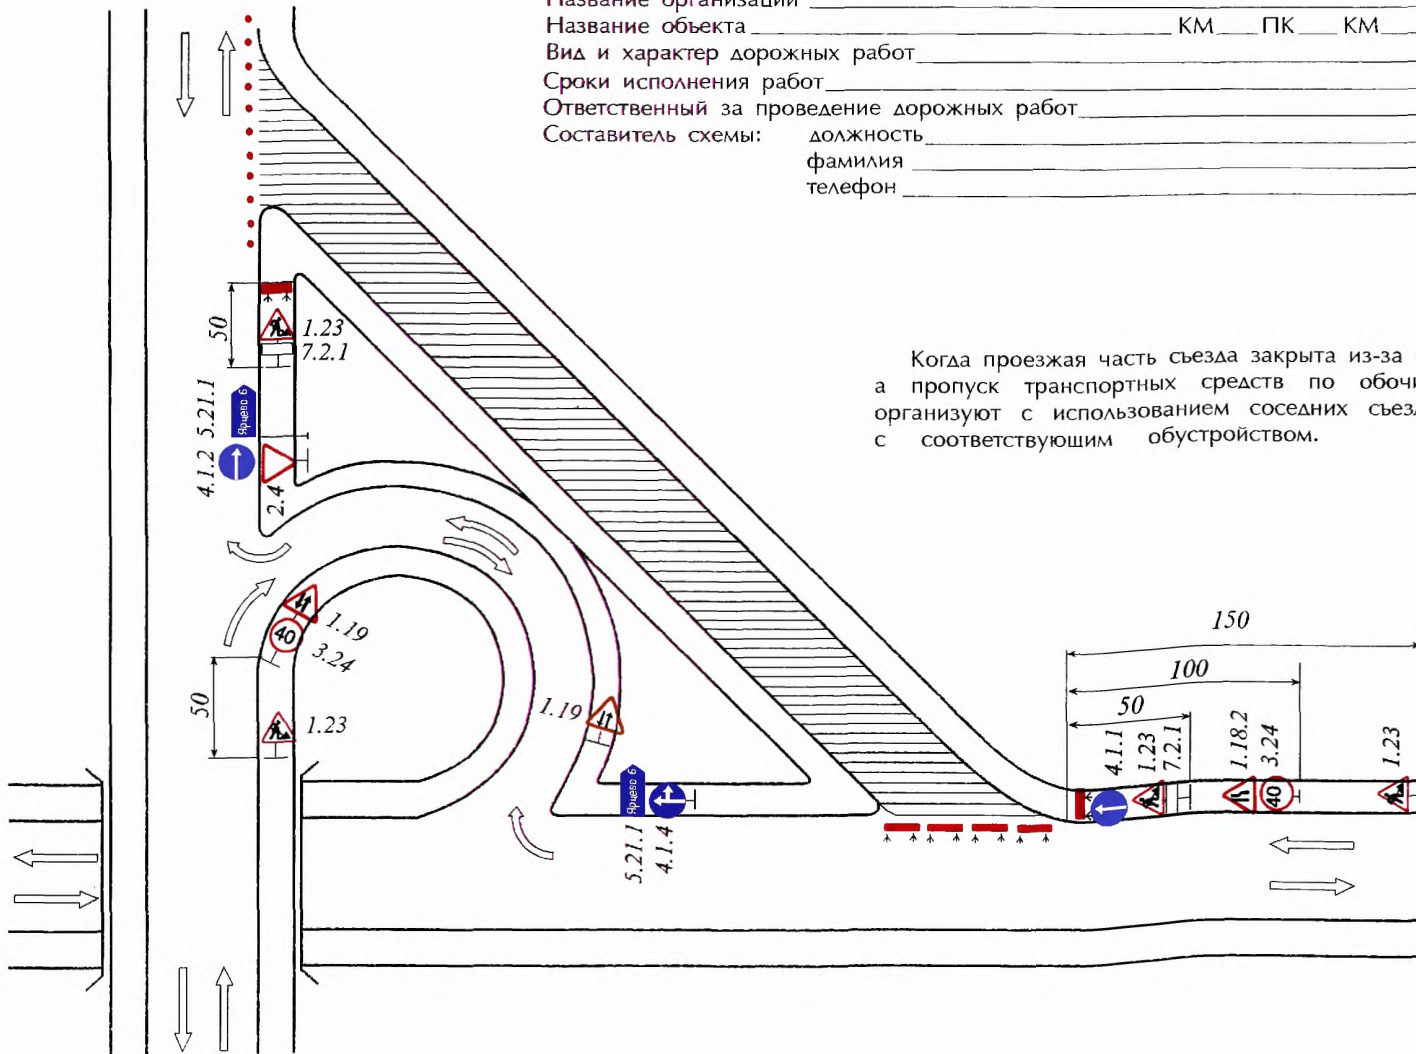 Название организации
Название объекта КМ ПК КМ
Вид и характер дорожных работ
Сроки исполнения работ
Ответственный за проведение дорожных работ
Составитель схемы: должность
фамилия
телефон
50
1.23
7.2.1
4.1.2 5.21.1
Ярцево 6
2.4
Когда проезжая часть съезда закрыта из-за
а пропуск транспортных средств по
организуют с использованием соседних
с соответствующим обустройством.
40
1.19
3.24
50
1.23
1.19
Ярцево 6
5.21.1
4.1.4
150
100
50
4.1.1
1.23
7.2.1
1.18.2
3.24
40
1.23